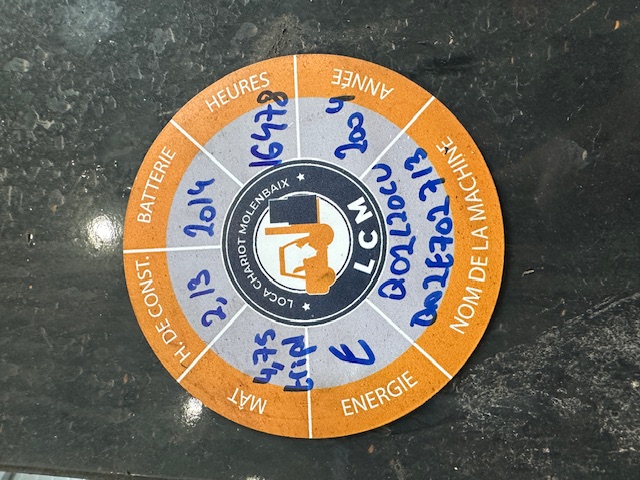 NOM DE LA MACHINE
ENERGIE
E
MÂT
4,75
trip
H. DE CONST.
2,13
BATTERIE
2014
HEURES
16478
ANNÉE
2004
LOCA CHARIOT MOLENBAIX
LCM